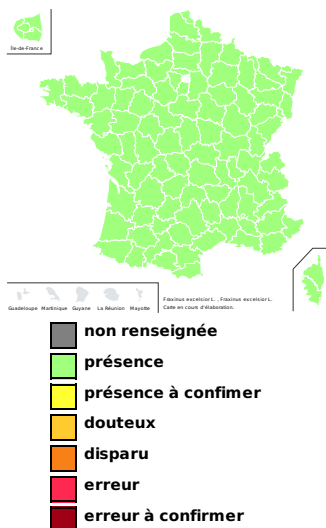 Île-de-France
Guadeloupe Martinique Guyane La Réunion Mayotte
Fraxinus excelsior L. , Fraxinus excelsior L.
Carte en cours d'élaboration.
non renseignée
présence
présence à confimer
douteux
disparu
erreur
erreur à confirmer